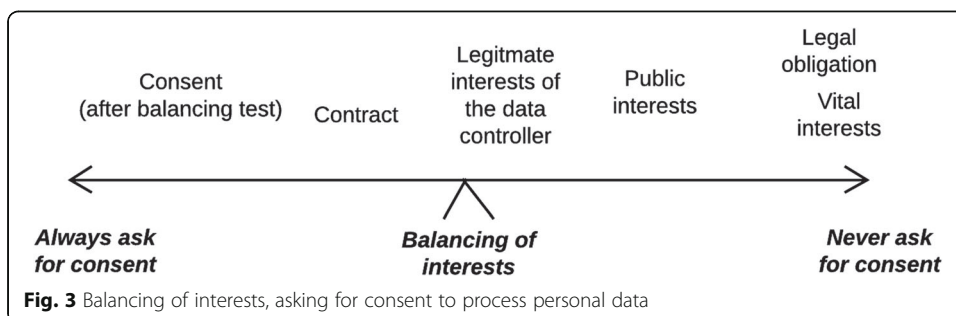 Consent
(after balancing test)
Contract
Legitmate
interests of
the data
controller
Public
interests
Legal
obligation
Vital
interests
Always ask
for consent
Balancing of
interests
Never ask
for consent
Fig. 3 Balancing of interests, asking for consent to process personal data